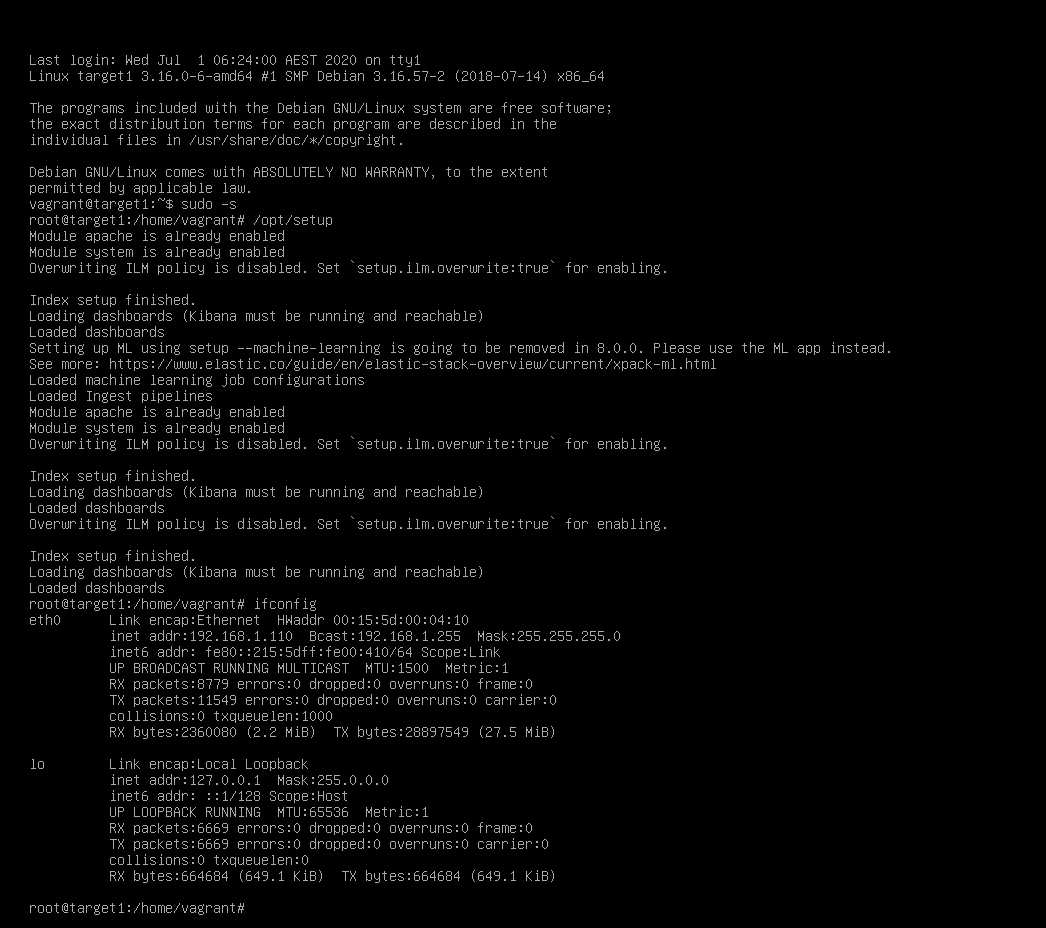 Last login: Wed Jul  1 06:24:00 AEST 2020 on tty1
Linux target1 3.16.0-6-amd64 #1 SMP Debian 3.16.57-2 (2018-07-14) x86_64

The programs included with the Debian GNU/Linux system are free software;
the exact distribution terms for each program are described in the
individual files in /usr/share/doc/*/copyright.

Debian GNU/Linux comes with ABSOLUTELY NO WARRANTY, to the extent
permitted by applicable law.
vagrant@target1:~$ sudo -s
root@target1:/home/vagrant# /opt/setup
Module apache is already enabled
Module system is already enabled
Overwriting ILM policy is disabled. Set `setup.ilm.overwrite:true` for enabling.

Index setup finished.
Loading dashboards (Kibana must be running and reachable)
Loaded dashboards
Setting up ML using setup --machine-learning is going to be removed in 8.0.0. Please use the ML app instead.
See more: https://www.elastic.co/guide/en/elastic-stack-overview/current/xpack-ml.html
Loaded machine learning job configurations
Loaded Ingest pipelines
Module apache is already enabled
Module system is already enabled
Overwriting ILM policy is disabled. Set `setup.ilm.overwrite:true` for enabling.

Index setup finished.
Loading dashboards (Kibana must be running and reachable)
Loaded dashboards
Overwriting ILM policy is disabled. Set `setup.ilm.overwrite:true` for enabling.

Index setup finished.
Loading dashboards (Kibana must be running and reachable)
Loaded dashboards
root@target1:/home/vagrant# ifconfig
eth0      Link encap:Ethernet  HWaddr 00:15:5d:00:04:10
          inet addr:192.168.1.110  Bcast:192.168.1.255  Mask:255.255.255.0
          inet6 addr: fe80::215:5dff:fe00:410/64 Scope:Link
          UP BROADCAST RUNNING MULTICAST  MTU:1500  Metric:1
          RX packets:8779 errors:0 dropped:0 overruns:0 frame:0
          TX packets:11549 errors:0 dropped:0 overruns:0 carrier:0
          collisions:0 txqueuelen:1000
          RX bytes:2360080 (2.2 MiB)  TX bytes:28897549 (27.5 MiB)

lo        Link encap:Local Loopback
          inet addr:127.0.0.1  Mask:255.0.0.0
          inet6 addr: ::1/128 Scope:Host
          UP LOOPBACK RUNNING  MTU:65536  Metric:1
          RX packets:6669 errors:0 dropped:0 overruns:0 frame:0
          TX packets:6669 errors:0 dropped:0 overruns:0 carrier:0
          collisions:0 txqueuelen:0
          RX bytes:664684 (649.1 KiB)  TX bytes:664684 (649.1 KiB)

root@target1:/home/vagrant#